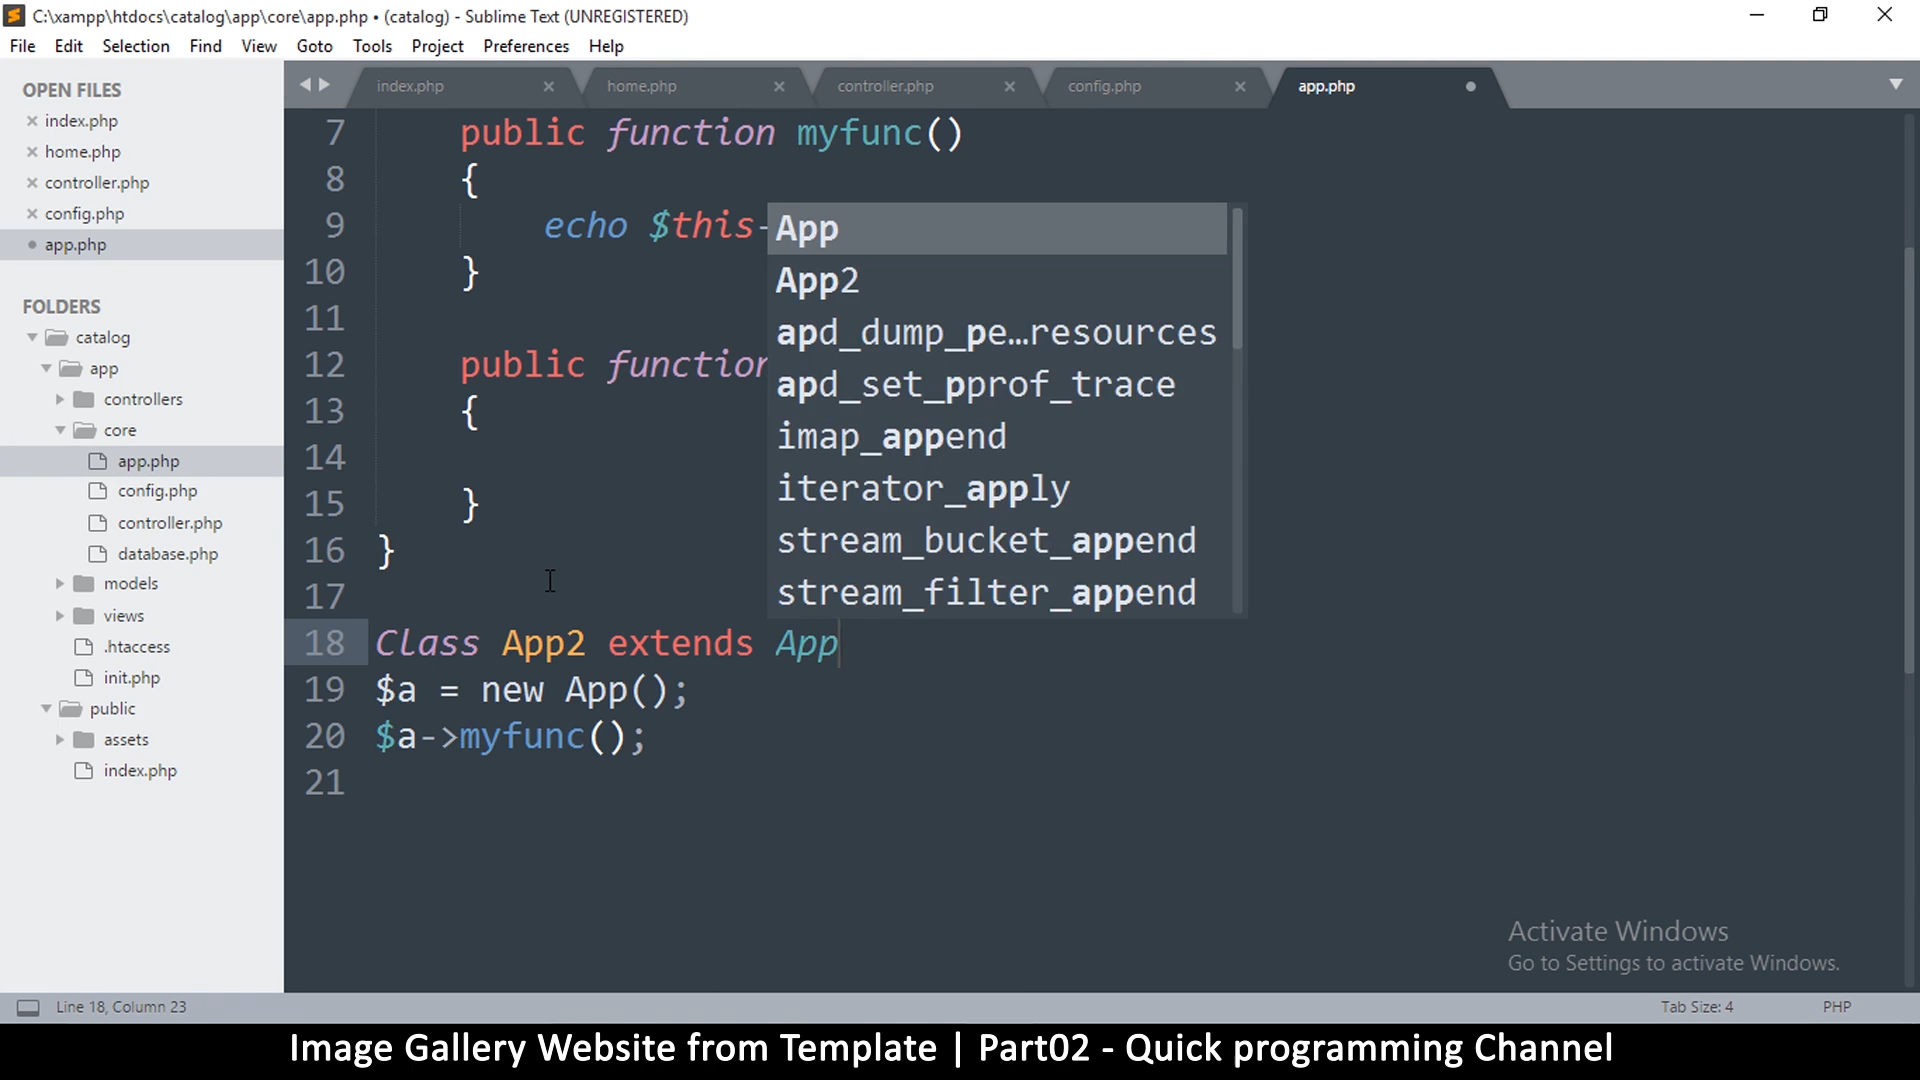 C:\xampp\htdocs\catalog\app\core\app.php • (catalog) - Sublime Text (UNREGISTERED)
File Edit Selection Find View Goto Tools Project Preferences Help
OPEN FILES
index.php
home.php
controller.php
config.php
app.php
FOLDERS
catalog
app
controllers
core
app.php
config.php
controller.php
database.php
models
views
.htaccess
init.php
public
assets
index.php
index.php home.php controller.php config.php app.php
7 public function myfunc()
8 {
9 echo $this-
10 }
11
12 public function
13 {
14
15 }
16 }
17
18 Class App2 extends App
19 $a = new App();
20 $a->myfunc();
21
App
App2
apd_dump_pe…resources
apd_set_pprof_trace
imap_append
iterator_apply
stream_bucket_append
stream_filter_append
Activate Windows
Go to Settings to activate Windows.
Line 18, Column 23 Tab Size: 4 PHP
Image Gallery Website from Template | Part02 - Quick programming Channel